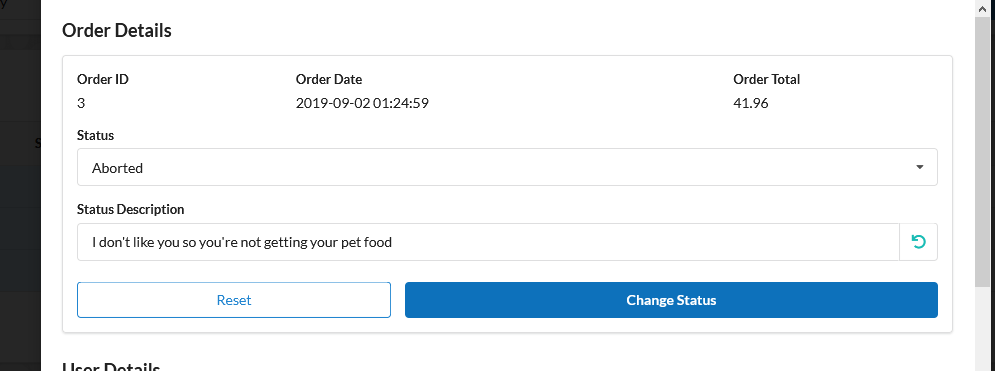 Order Details
Order ID Order Date Order Total
3 2019-09-02 01:24:59 41.96
Status
Aborted
Status Description
I don't like you so you're not getting your pet food
Reset Change Status
User Details